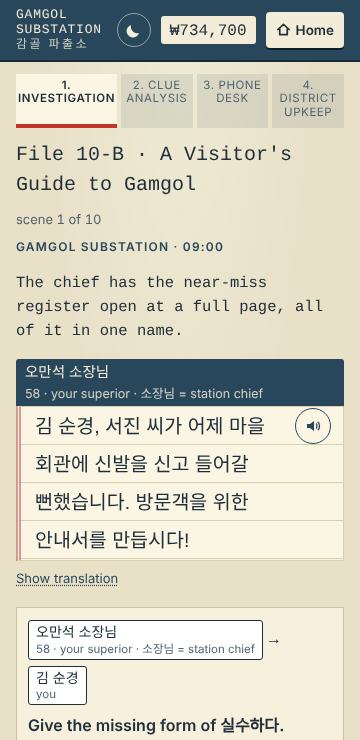 GAMGOL
SUBSTATION
감골 파출소
₩734,700
Home
1.
INVESTIGATION
2. CLUE
ANALYSIS
3. PHONE
DESK
4.
DISTRICT
UPKEEP
File 10-B · A Visitor's
Guide to Gamgol
scene 1 of 10
GAMGOL SUBSTATION · 09:00
The chief has the near-miss
register open at a full page, all
of it in one name.
오만석 소장님
58 · your superior · 소장님 = station chief
김 순경, 서진 씨가 어제 마을
회관에 신발을 신고 들어갈
뻔했습니다. 방문객을 위한
안내서를 만듭시다!
Show translation
오만석 소장님
58 · your superior · 소장님 = station chief
→
김 순경
you
Give the missing form of 실수하다.